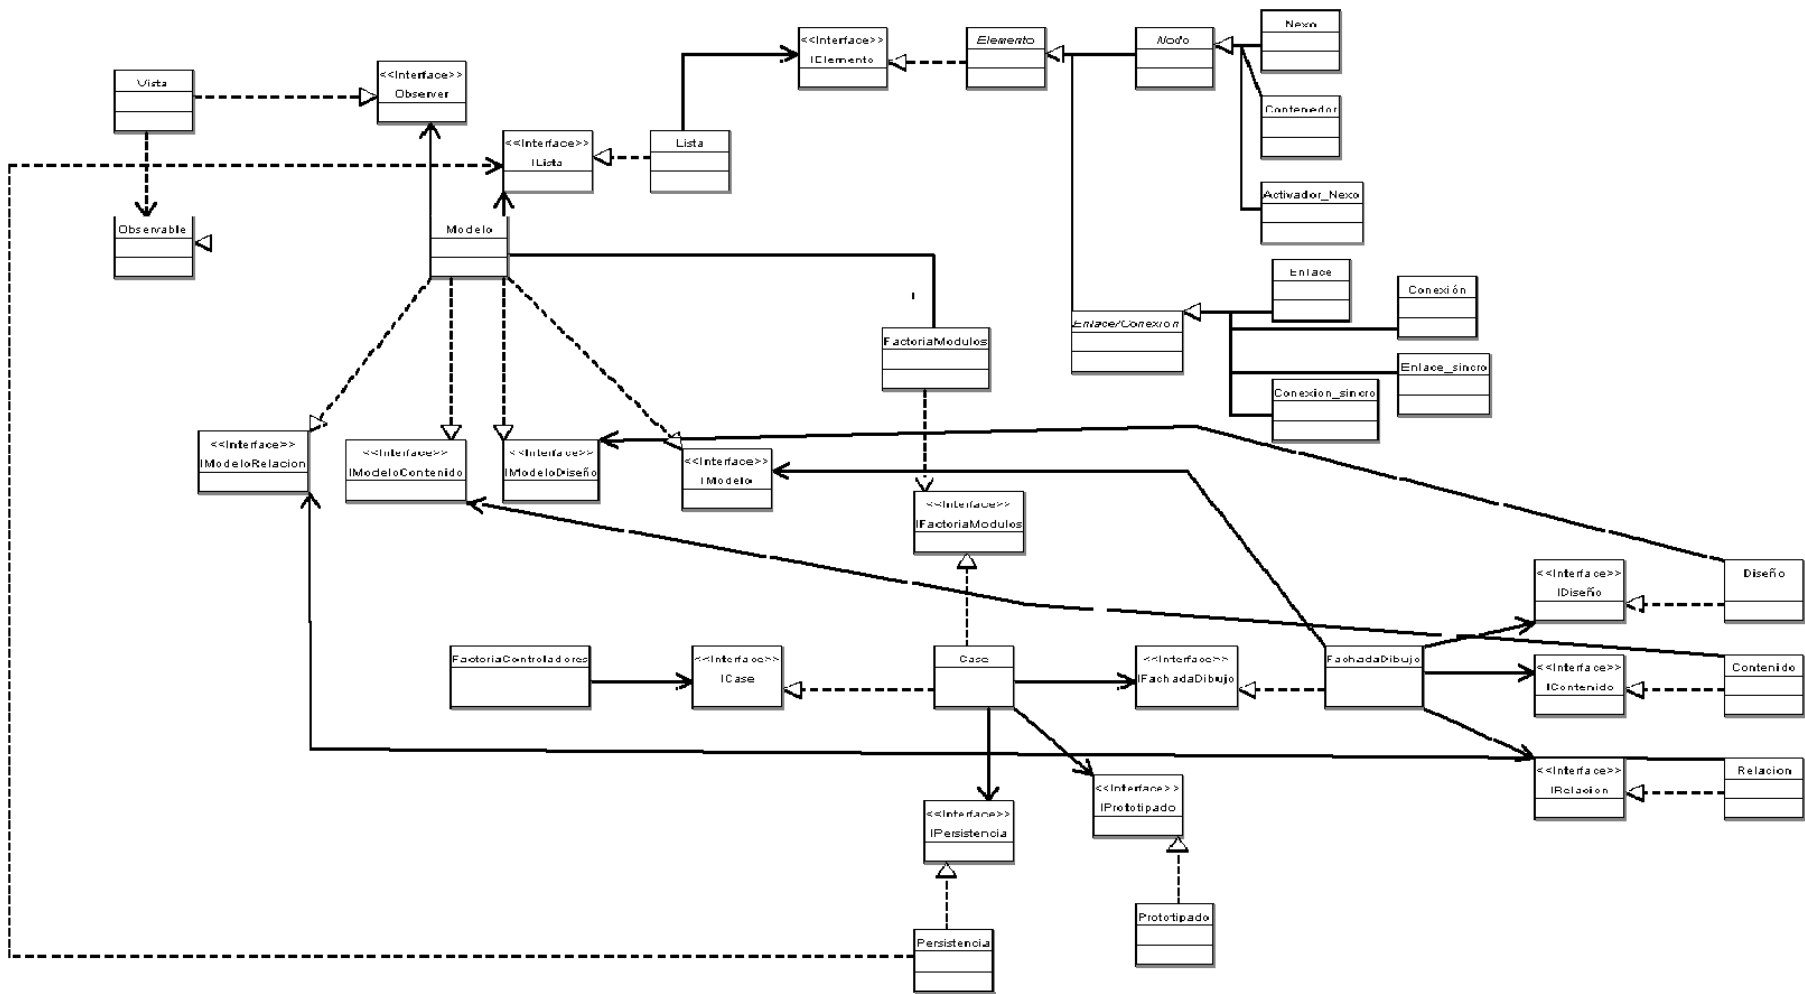 Nexo
<<Interface>>
IElemento
Elemento
Nodo
Vista
<<Interface>>
Observer
Contenedor
<<Interface>>
ILista
Lista
Activador_Nexo
Observable
Modelo
Enlace
Conexión
Enlace/Conexion
FactoriaModulos
Enlace_sincro
Conexion_sincro
<<Interface>>
IModeloRelacion
<<Interface>>
IModeloContenido
<<Interface>>
IModeloDiseño
<<Interface>>
IModelo
<<Interface>>
IFactoriaModulos
<<Interface>>
IDiseño
Diseño
FactoriaControladores
<<Interface>>
ICase
Case
<<Interface>>
IFachadaDibujo
FachadaDibujo
<<Interface>>
IContenido
Contenido
<<Interface>>
IRelacion
Relacion
<<Interface>>
IPrototipado
<<Interface>>
IPersistencia
Prototipado
Persistencia